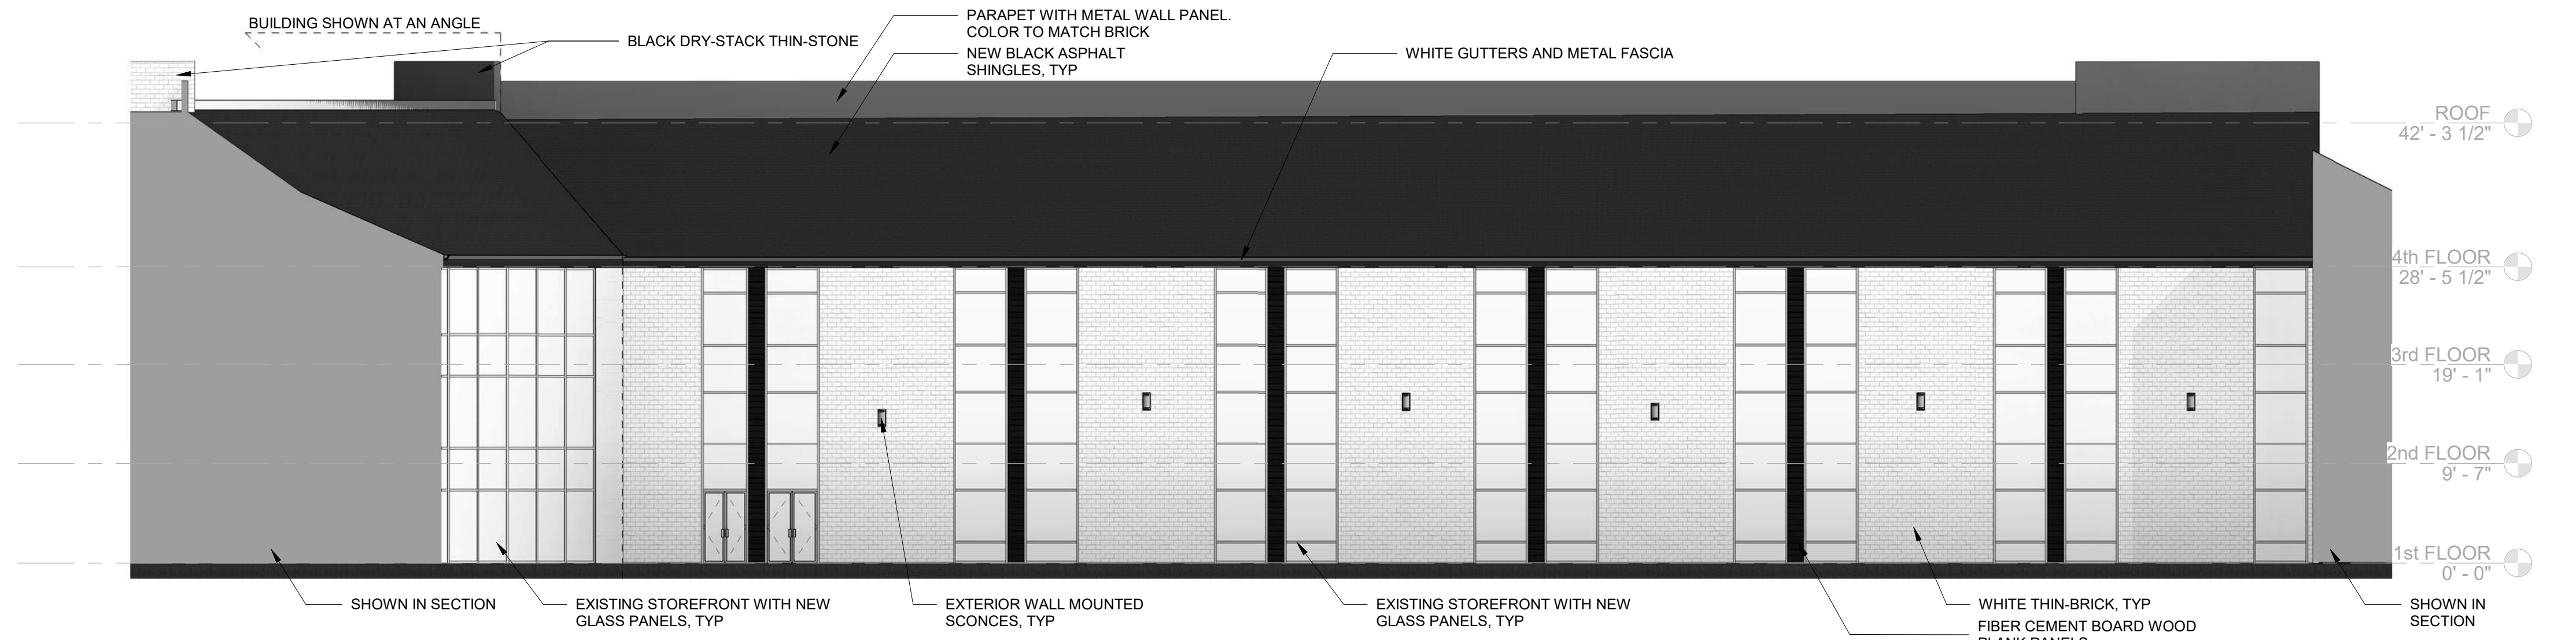 BUILDING SHOWN AT AN ANGLE
BLACK DRY-STACK THIN-STONE
PARAPET WITH METAL WALL PANEL.
COLOR TO MATCH BRICK
NEW BLACK ASPHALT
SHINGLES, TYP
WHITE GUTTERS AND METAL FASCIA
ROOF
42' - 3 1/2"
4th FLOOR
28' - 5 1/2"
3rd FLOOR
19' - 1"
2nd FLOOR
9' - 7"
1st FLOOR
0' - 0"
SHOWN IN SECTION
EXISTING STOREFRONT WITH NEW
GLASS PANELS, TYP
EXTERIOR WALL MOUNTED
SCONCES, TYP
EXISTING STOREFRONT WITH NEW
GLASS PANELS, TYP
WHITE THIN-BRICK, TYP
FIBER CEMENT BOARD WOOD
PLANK PANELS
SHOWN IN
SECTION